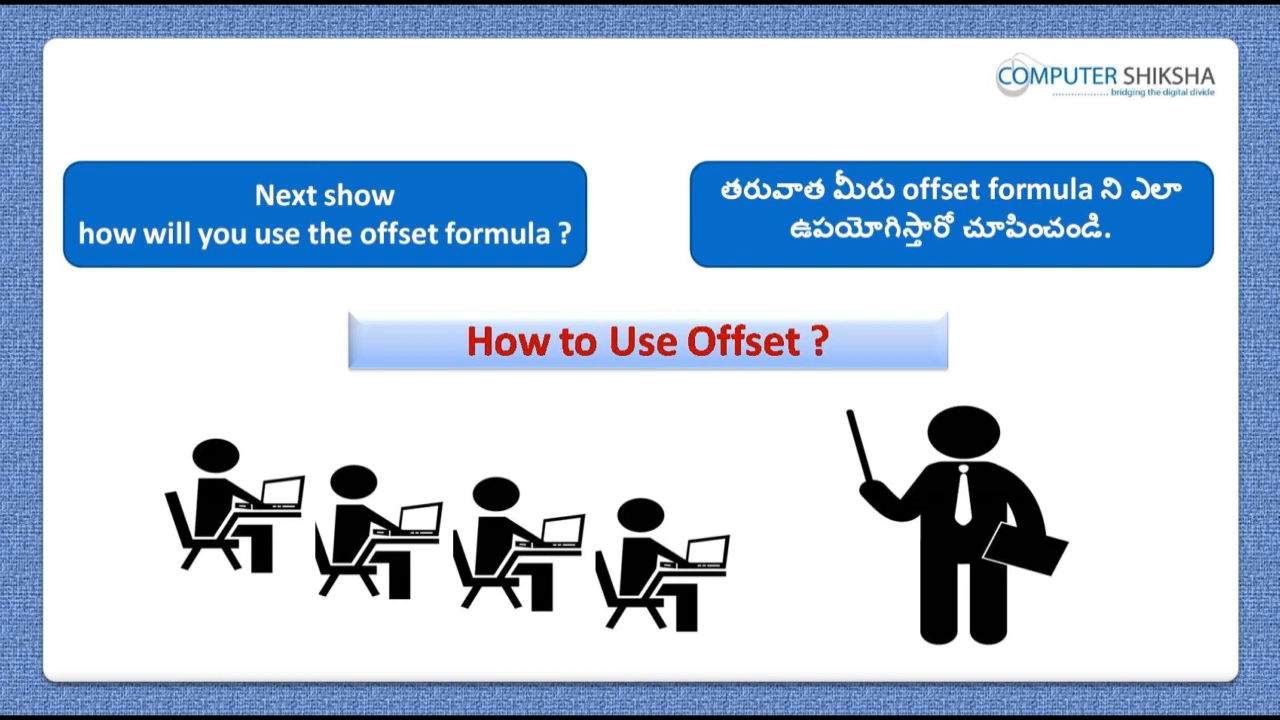 COMPUTER SHIKSHA
bridging the digital divide
Next show
how will you use the offset formula ?
తరువాత మీరు offset formula ని ఎలా
ఉపయోగిస్తారో చూపించండి.
How to Use Offset ?